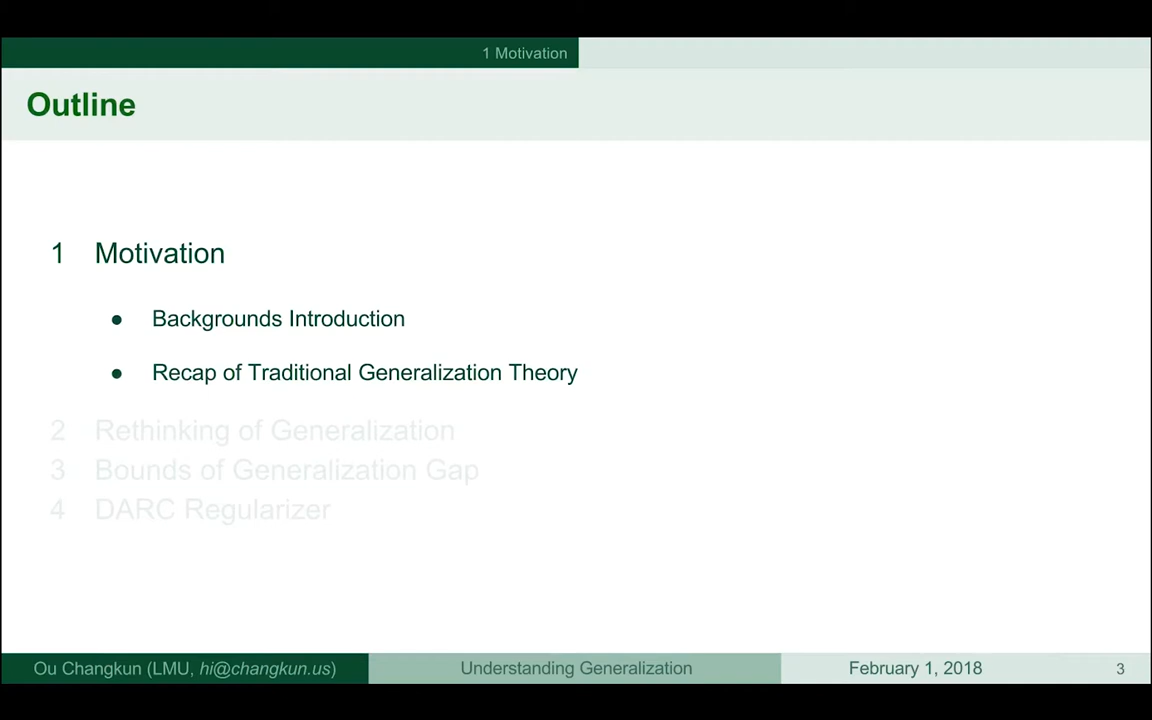 1 Motivation
Outline
1 Motivation
● Backgrounds Introduction
● Recap of Traditional Generalization Theory
2 Rethinking of Generalization
3 Bounds of Generalization Gap
4 DARC Regularizer
Ou Changkun (LMU, hi@changkun.us) Understanding Generalization February 1, 2018 3